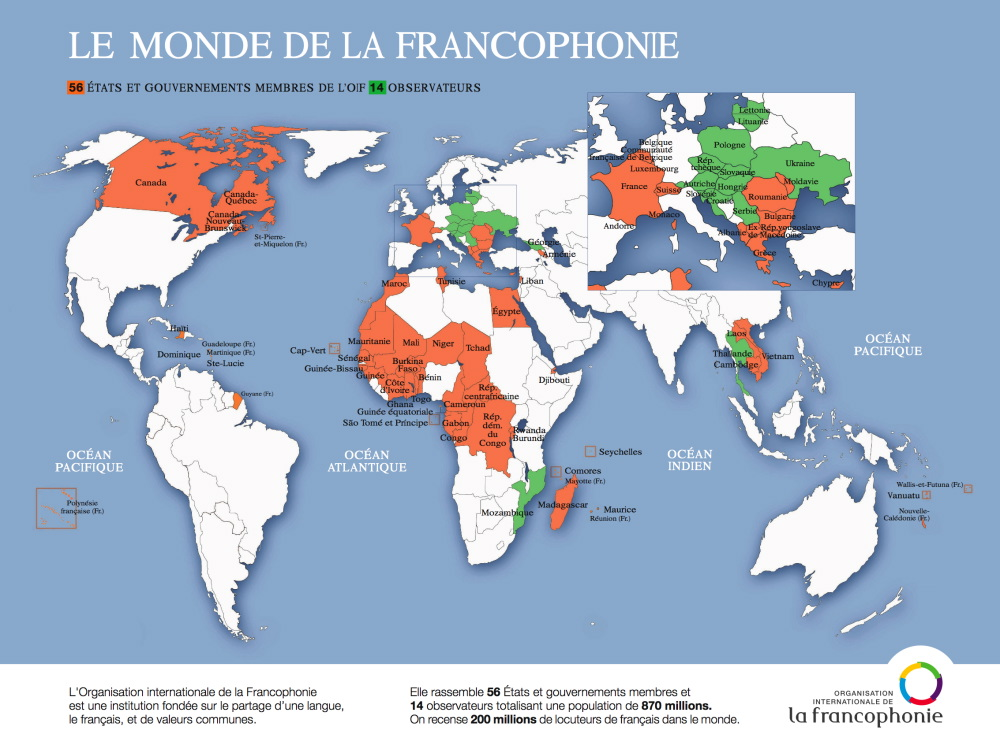 LE MONDE DE LA FRANCOPHONIE
56 ÉTATS ET GOUVERNEMENTS MEMBRES DE L'OIF 14 OBSERVATEURS
Lettonie
Lituanie
Belgique
Communauté
française de Belgique
Luxembourg
Pologne
Rép.
tchèque
Slovaquie
Ukraine
Moldavie
France
Suisse
Autriche
Hongrie
Slovénie
Croatie
Roumanie
Serbie
Monaco
Bulgarie
Andorre
Albanie
Ex-Rép.yougoslave
de Macédoine
Grèce
Chypre
Canada
Canada-
Québec
Canada-
Nouveau-
Brunswick
St-Pierre-
et-Miquelon (Fr.)
Géorgie
Arménie
Maroc
Tunisie
Liban
Égypte
Haïti
Guadeloupe (Fr.)
Dominique
Martinique (Fr.)
Ste-Lucie
Guyane (Fr.)
Cap-Vert
Mauritanie
Mali
Niger
Tchad
Sénégal
Guinée-Bissau
Guinée
Burkina
Faso
Bénin
Côte
d'Ivoire
Ghana
Togo
Guinée équatoriale
São Tomé et Príncipe
Cameroun
Rép.
centrafricaine
Djibouti
Gabon
Congo
Rép.
dém.
du
Congo
Rwanda
Burundi
Seychelles
Comores
Mayotte (Fr.)
Madagascar
Maurice
Réunion (Fr.)
Mozambique
Laos
Thaïlande
Vietnam
Cambodge
OCÉAN
PACIFIQUE
OCÉAN
PACIFIQUE
OCÉAN
ATLANTIQUE
OCÉAN
INDIEN
Polynésie
française (Fr.)
Wallis-et-Futuna (Fr.)
Vanuatu
Nouvelle-
Calédonie (Fr.)
L'Organisation internationale de la Francophonie
est une institution fondée sur le partage d'une langue,
le français, et de valeurs communes.
Elle rassemble 56 États et gouvernements membres et
14 observateurs totalisant une population de 870 millions.
On recense 200 millions de locuteurs de français dans le monde.
ORGANISATION
INTERNATIONALE DE
la francophonie